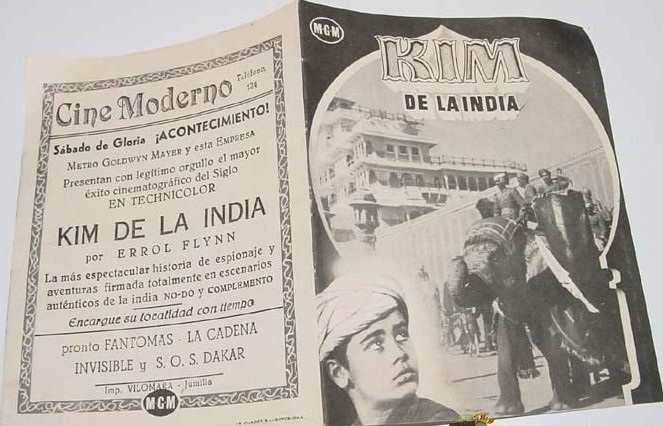 Cine Moderno
Teléfono.
174
Sábado de Gloria ¡ACONTECIMIENTO!
METRO GOLDWYN MAYER y esta EMPRESA
Presentan con legítimo orgullo el mayor
éxito cinematográfico del Siglo
EN TECHNICOLOR
KIM DE LA INDIA
por ERROL FLYNN
La más espectacular historia de espionaje y
aventuras firmada totalmente en escenarios
auténticos de la india NO-DO y COMPLEMENTO
Encargue su localidad con tiempo
pronto FANTOMAS - LA CADENA
INVISIBLE y S. O. S. DAKAR
Imp. VILOMARA - Jumilla
M-G-M
M-G-M
KIM
DE LA INDIA